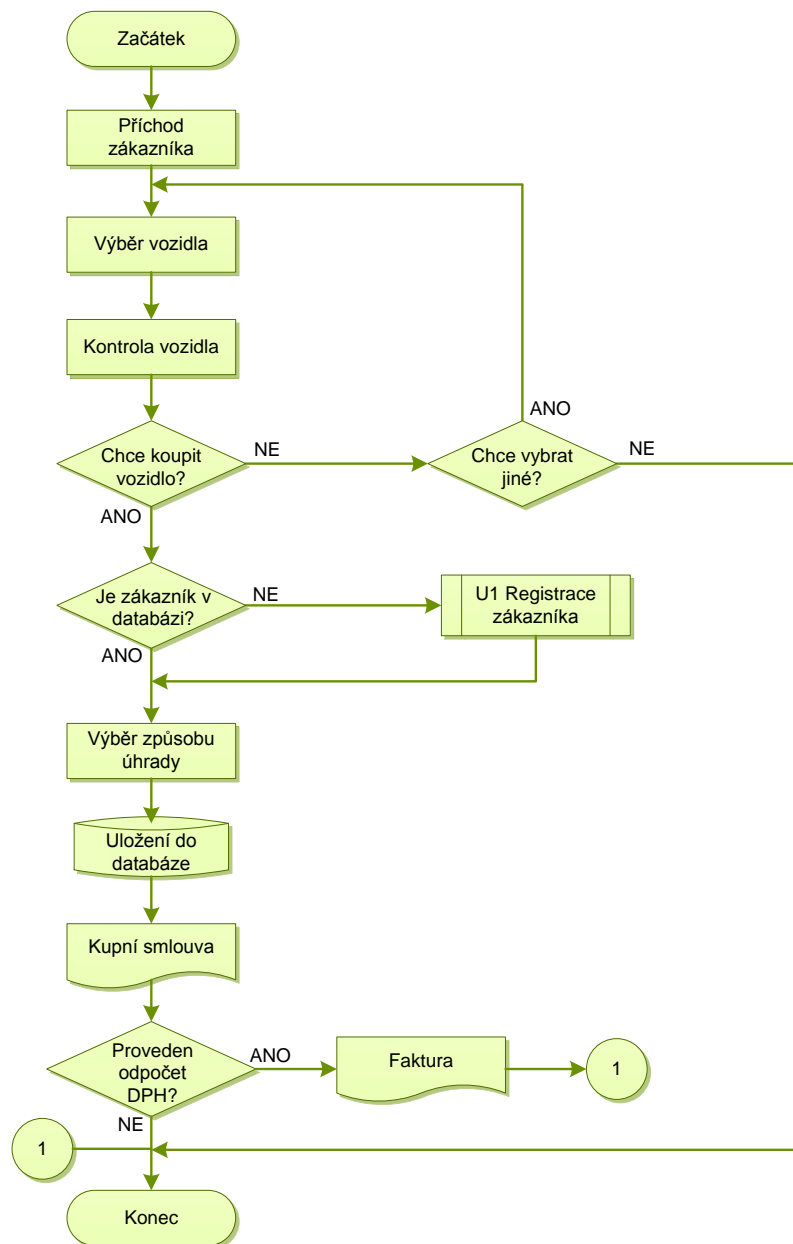 Začátek
Příchod
zákazníka
Výběr vozidla
Kontrola vozidla
ANO
Chce koupit
vozidlo?
NE
Chce vybrat
jiné?
NE
ANO
Je zákazník v
databázi?
NE
U1 Registrace
zákazníka
ANO
Výběr způsobu
úhrady
Uložení do
databáze
Kupní smlouva
Proveden
odpočet
DPH?
ANO
Faktura
1
NE
1
Konec